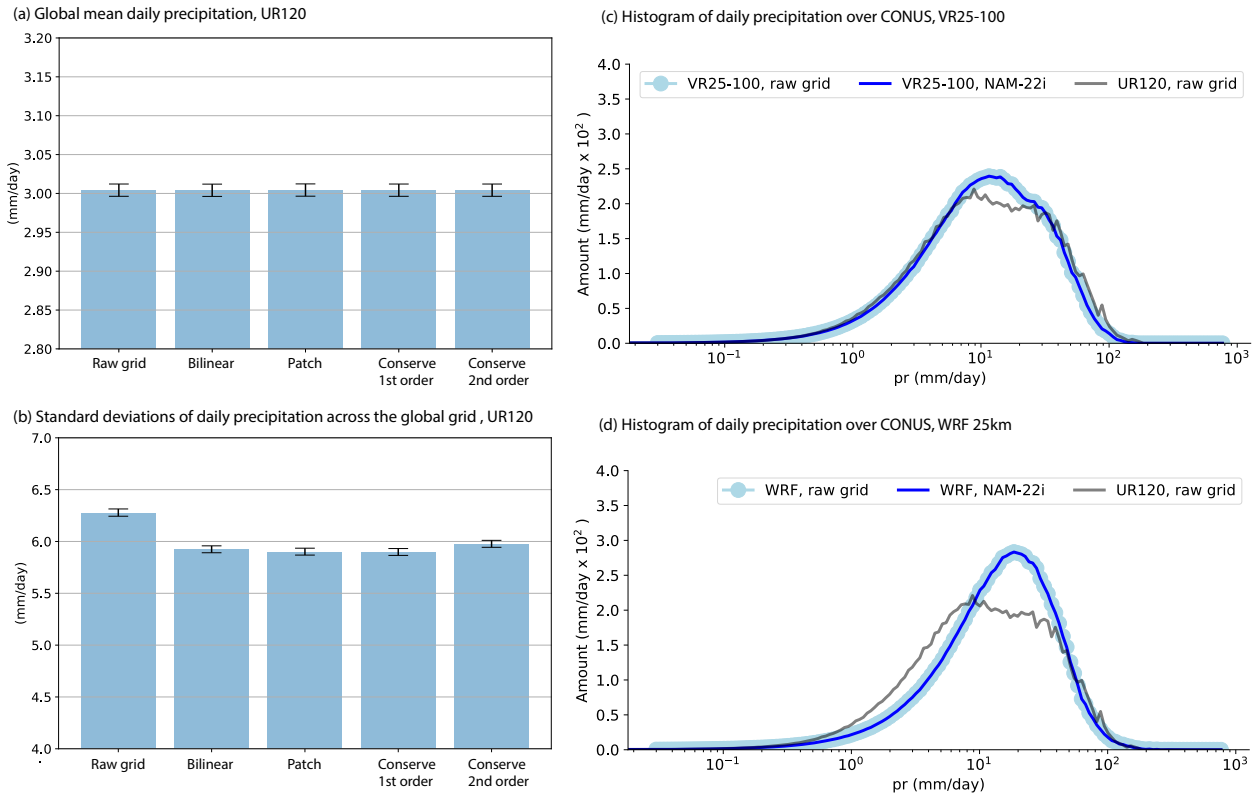 (a) Global mean daily precipitation, UR120
3.20
3.15
3.10
3.05
3.00
2.95
2.90
2.85
2.80
(mm/day)
Raw grid Bilinear Patch Conserve Conserve
1st order 2nd order
(b) Standard deviations of daily precipitation across the global grid , UR120
7.0
6.5
6.0
5.5
5.0
4.5
4.0
(mm/day)
Raw grid Bilinear Patch Conserve Conserve
1st order 2nd order
(c) Histogram of daily precipitation over CONUS, VR25-100
VR25-100, raw grid VR25-100, NAM-22i UR120, raw grid
4.0
3.5
3.0
2.5
2.0
1.5
1.0
0.5
0.0
Amount (mm/day x 10²)
10⁻¹ 10⁰ 10¹ 10² 10³
pr (mm/day)
(d) Histogram of daily precipitation over CONUS, WRF 25km
WRF, raw grid WRF, NAM-22i UR120, raw grid
4.0
3.5
3.0
2.5
2.0
1.5
1.0
0.5
0.0
Amount (mm/day x 10²)
10⁻¹ 10⁰ 10¹ 10² 10³
pr (mm/day)